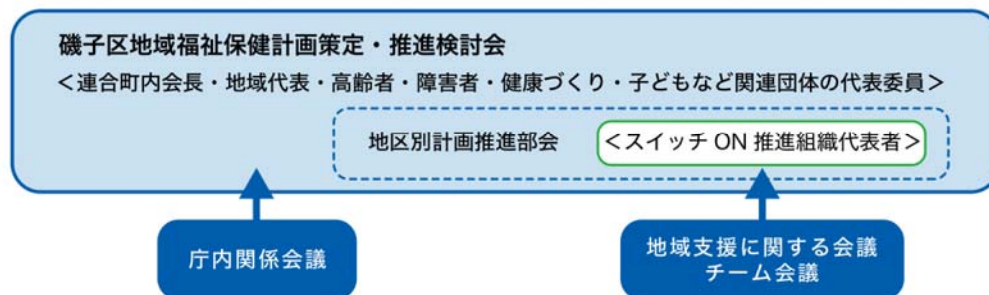 磯子区地域福祉保健計画策定・推進検討会
＜連合町内会長・地域代表・高齢者・障害者・健康づくり・子どもなど関連団体の代表委員＞
地区別計画推進部会
＜スイッチ ON 推進組織代表者＞
庁内関係会議
地域支援に関する会議
チーム会議